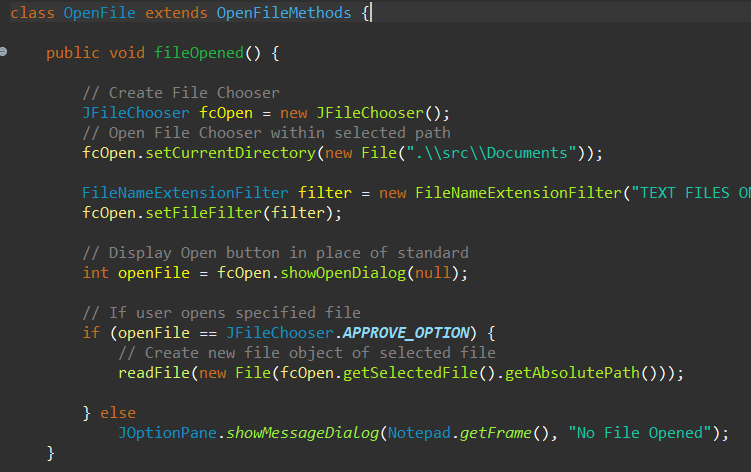 class OpenFile extends OpenFileMethods {
public void fileOpened() {
// Create File Chooser
JFileChooser fcOpen = new JFileChooser();
// Open File Chooser within selected path
fcOpen.setCurrentDirectory(new File(".\\src\\Documents"));
FileNameExtensionFilter filter = new FileNameExtensionFilter("TEXT FILES
fcOpen.setFileFilter(filter);
// Display Open button in place of standard
int openFile = fcOpen.showOpenDialog(null);
// If user opens specified file
if (openFile == JFileChooser.APPROVE_OPTION) {
// Create new file object of selected file
readFile(new File(fcOpen.getSelectedFile().getAbsolutePath()));
} else
JOptionPane.showMessageDialog(Notepad.getFrame(), "No File Opened");
}